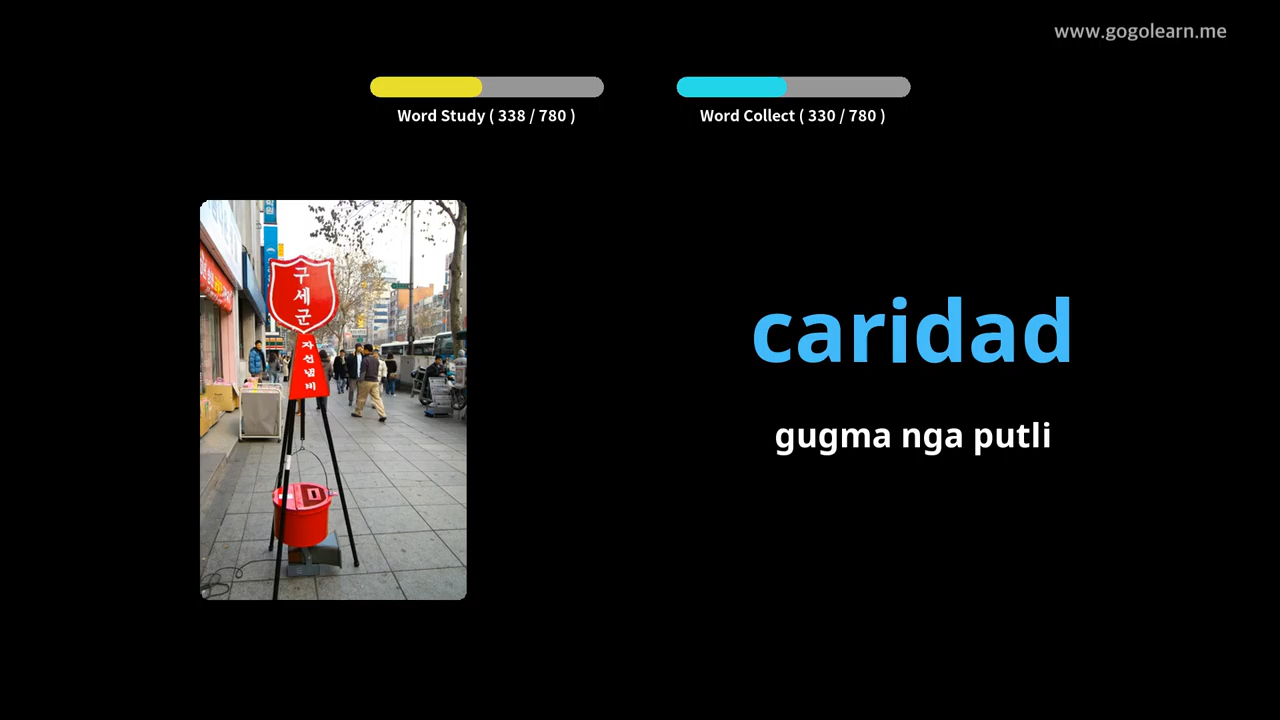 www.gogolearn.me
Word Study ( 338 / 780 )
Word Collect ( 330 / 780 )
구
세
군
자
선
냄
비
caridad
gugma nga putli